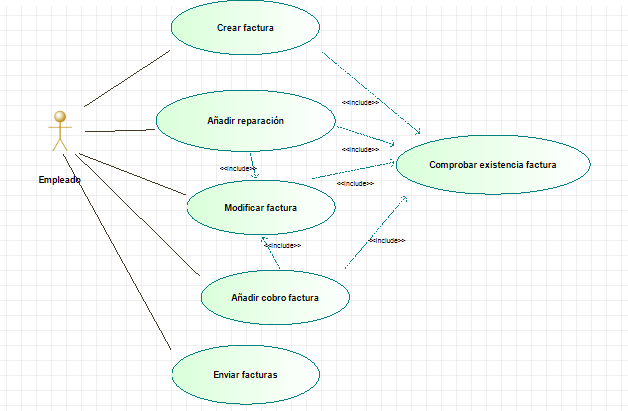 Crear factura
<<include>>
Añadir reparación
<<include>>
Comprobar existencia factura
<<include>>
Empleado
<<include>>
Modificar factura
<<include>>
<<include>>
Añadir cobro factura
Enviar facturas